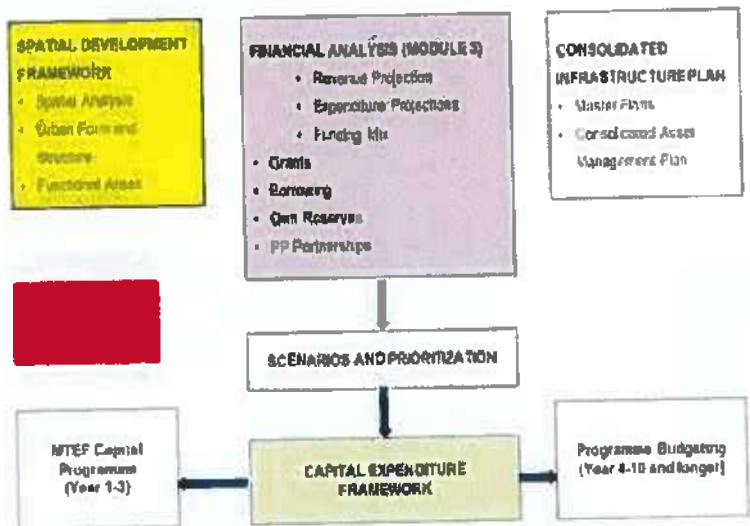 SPATIAL DEVELOPMENT
FRAMEWORK
• Spatial Analysis
• Urban Form and
Structure
• Functional Areas
FINANCIAL ANALYSIS (MODULE 3)
• Revenue Projection
• Expenditure Projections
• Funding Mix
• Grants
• Borrowing
• Own Reserves
• PP Partnerships
CONSOLIDATED
INFRASTRUCTURE PLAN
• Master Plans
• Consolidated Asset
Management Plan
SCENARIOS AND PRIORITIZATION
MTEF Capital
Programme
(Year 1-3)
CAPITAL EXPENDITURE
FRAMEWORK
Programme Budgeting
(Year 4-10 and longer)